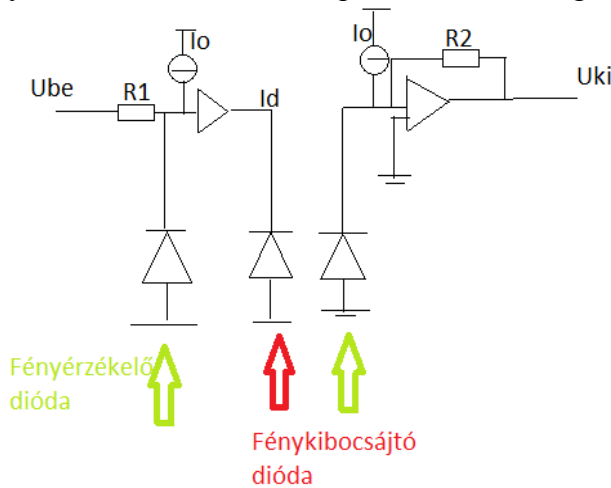 Io
Io
R2
Ube
R1
Id
Uki
Fényérzékelő
dióda
Fénykibocsájtó
dióda